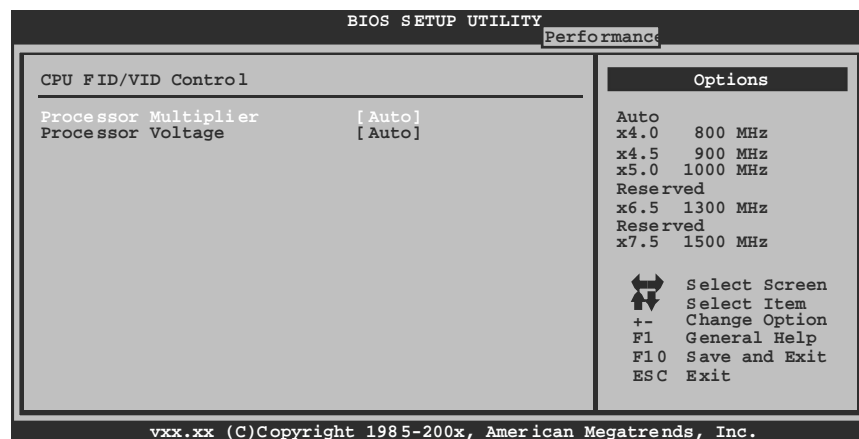 BIOS SETUP UTILITY
Performance
CPU FID/VID Control
Processor Multiplier [Auto]
Processor Voltage [Auto]
Options
Auto
x4.0 800 MHz
x4.5 900 MHz
x5.0 1000 MHz
Reserved
x6.5 1300 MHz
Reserved
x7.5 1500 MHz
Select Screen
Select Item
+- Change Option
F1 General Help
F10 Save and Exit
ESC Exit
vxx.xx (C)Copyright 1985-200x, American Megatrends, Inc.